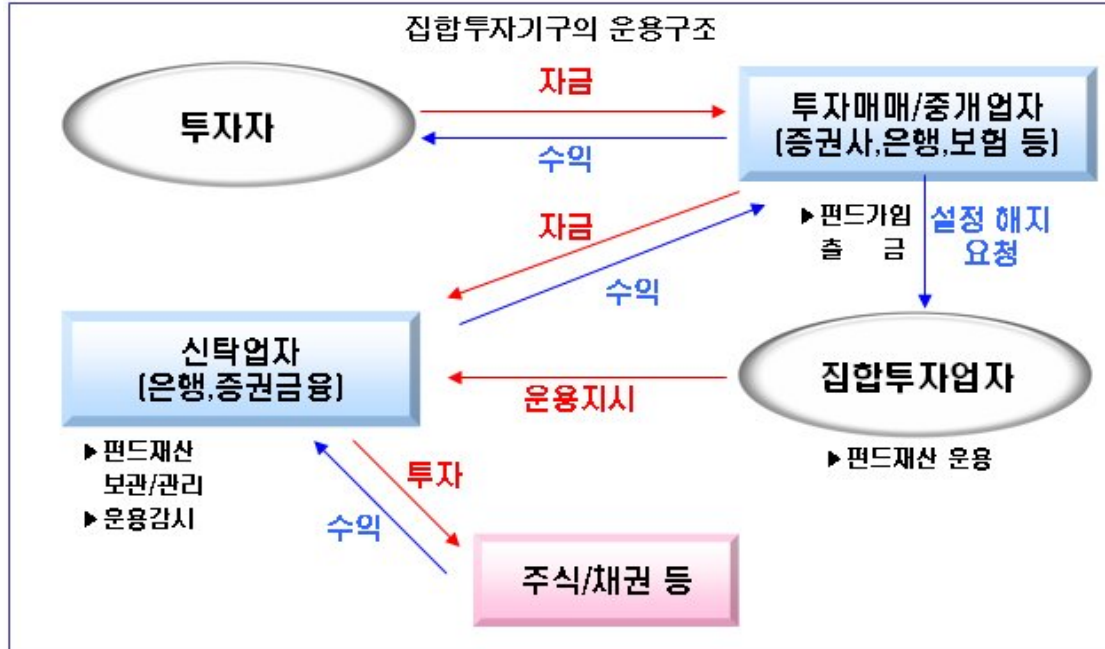 집합투자기구의 운용구조
투자자
자금
수익
투자매매/중개업자
(증권사,은행,보험 등)
자금
수익
▶펀드가입
출 금
설정 해지
요청
신탁업자
(은행,증권금융)
운용지시
집합투자업자
▶펀드재산
보관/관리
▶운용감시
▶펀드재산 운용
투자
수익
주식/채권 등